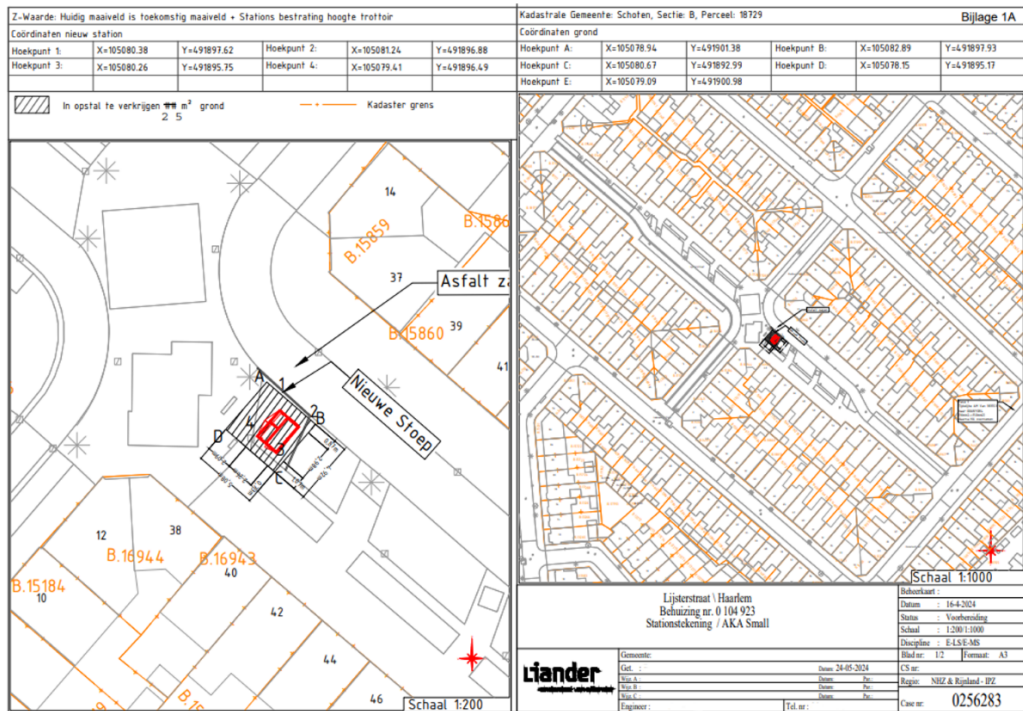 Z-Waarde: Huidig maaiveld is toekomstig maaiveld + Stations bestrating hoogte trottoir
Coördinaten nieuw station
Hoekpunt 1: X=105080.38 Y=491897.62 Hoekpunt 2: X=105081.24 Y=491896.88
Hoekpunt 3: X=105080.26 Y=491895.75 Hoekpunt 4: X=105079.41 Y=491896.49
In opstal te verkrijgen ## m² grond
2 5
Kadaster grens
Kadastrale Gemeente: Schoten, Sectie: B, Perceel: 18729
Bijlage 1A
Coördinaten grond
Hoekpunt A: X=105078.94 Y=491901.38 Hoekpunt B: X=105082.89 Y=491897.93
Hoekpunt C: X=105080.67 Y=491892.99 Hoekpunt D: X=105078.15 Y=491895.17
Hoekpunt E: X=105079.09 Y=491900.98
14
B.15859
37
Asfalt
B.15860
39
41
A
1
2
B
4
3
D
C
Nieuwe Stoep
12
38
B.16944
B.16943
B.15184
10
40
42
44
46
Schaal 1:200
Schaal 1:1000
Lijsterstraat \ Haarlem
Behuizing nr. 0 104 923
Stationstekening / AKA Small
Beheerkaart :
Datum : 16-4-2024
Status : Voorbereiding
Schaal : 1:200/1:1000
Discipline : E-LS/E-MS
Blad nr: 1/2 Formaat: A3
CS nr:
Regio: NHZ & Rijnland - IPZ
Case nr: 0256283
Liander
Gemeente:
Get. : Datum: 24-05-2024
Wijz. A : Datum: Par.:
Wijz. B : Datum: Par.:
Wijz. C : Datum: Par.:
Engineer : Tel. nr :